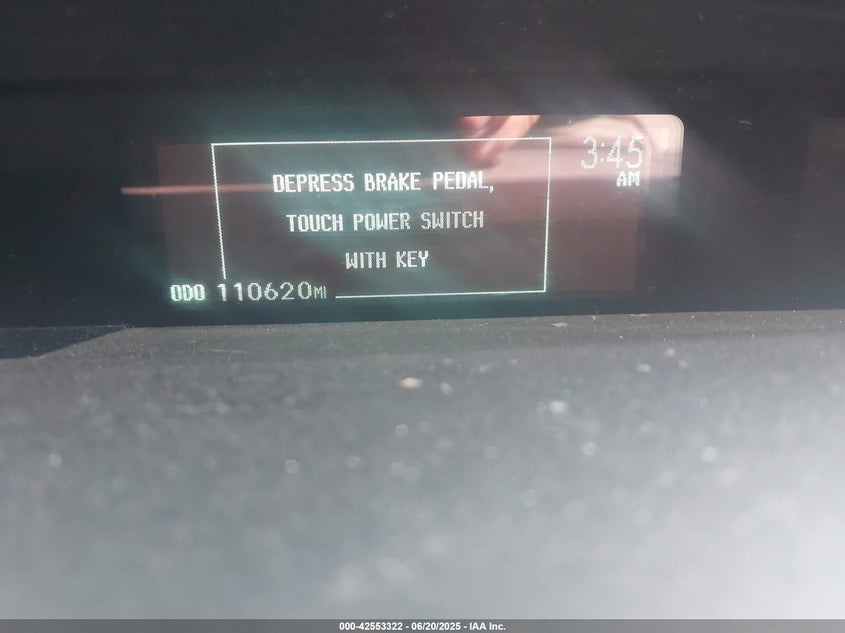 3:45
AM
DEPRESS BRAKE PEDAL,
TOUCH POWER SWITCH
WITH KEY
ODO 110620MI
000-42553322 - 06/20/2025 - IAA Inc.